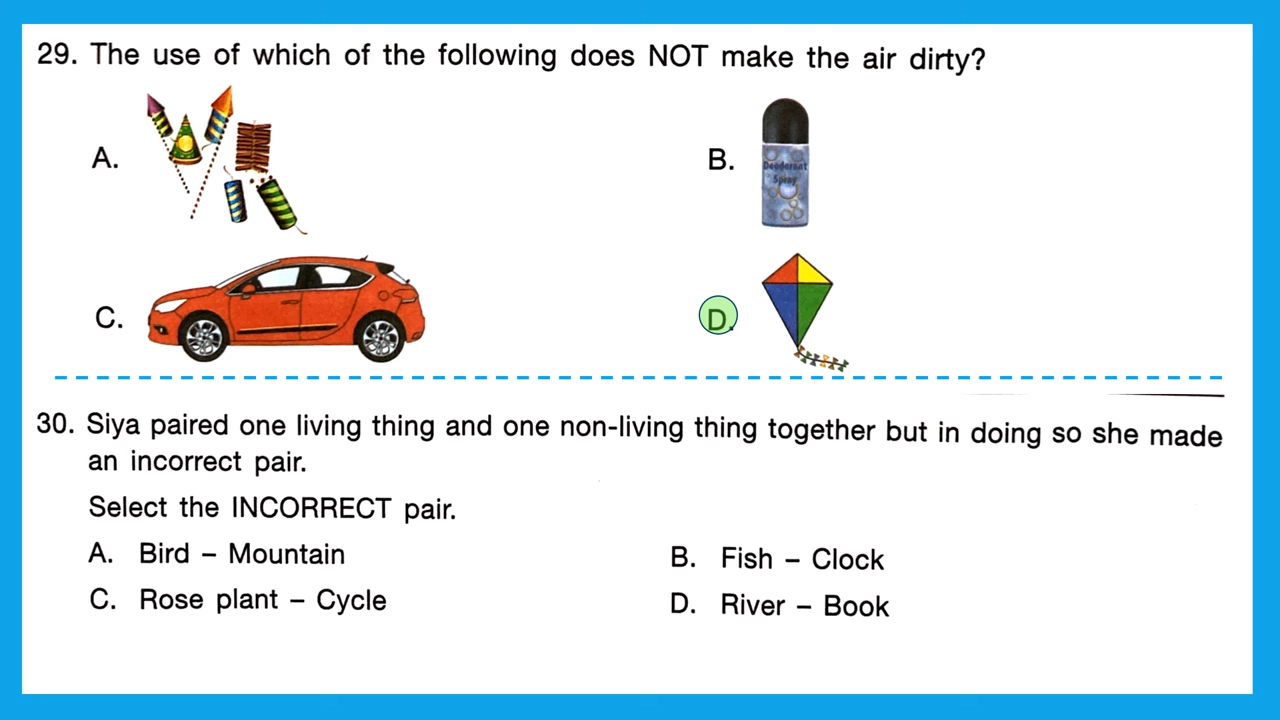 29. The use of which of the following does NOT make the air dirty?
A.
B.
Deodorant
Spray
C.
D.
30. Siya paired one living thing and one non-living thing together but in doing so she made
an incorrect pair.
Select the INCORRECT pair.
A. Bird – Mountain
B. Fish – Clock
C. Rose plant – Cycle
D. River – Book